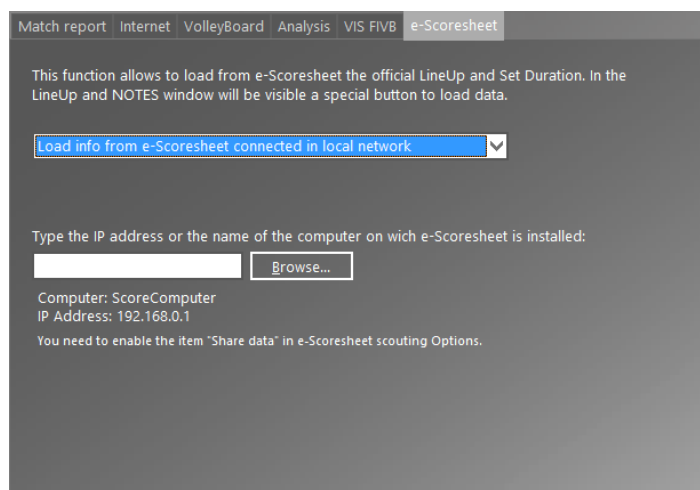 Match report Internet VolleyBoard Analysis VIS FIVB e-Scoresheet
This function allows to load from e-Scoresheet the official LineUp and Set Duration. In the
LineUp and NOTES window will be visible a special button to load data.
Load info from e-Scoresheet connected in local network
Type the IP address or the name of the computer on wich e-Scoresheet is installed:
Browse...
Computer: ScoreComputer
IP Address: 192.168.0.1
You need to enable the item "Share data" in e-Scoresheet scouting Options.